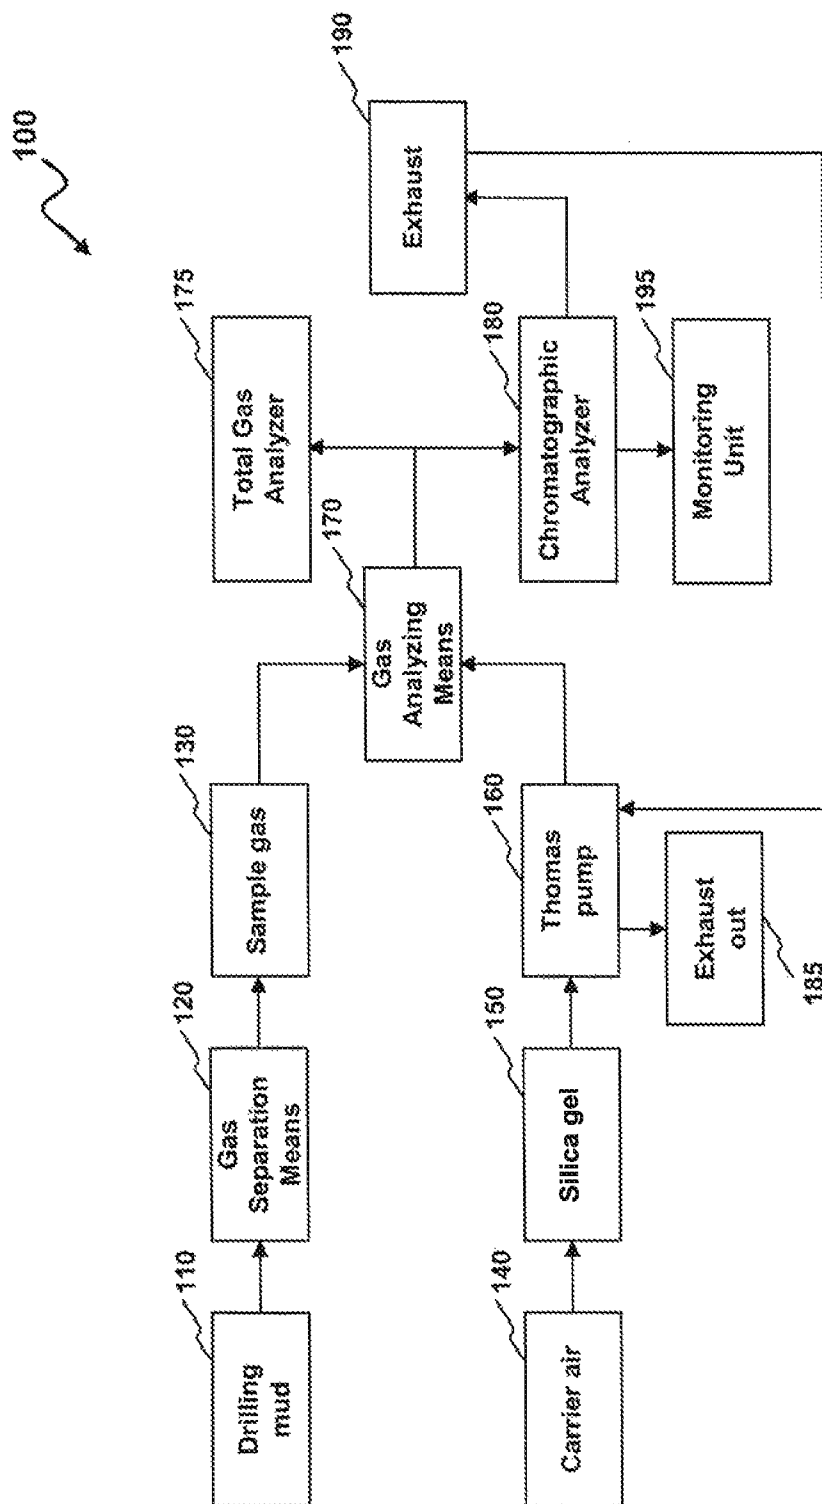 100
110
Drilling
mud
120
Gas
Separation
Means
130
Sample gas
140
Carrier air
150
Silica gel
160
Thomas
pump
185
Exhaust
out
170
Gas
Analyzing
Means
175
Total Gas
Analyzer
180
Chromatographic
Analyzer
190
Exhaust
195
Monitoring
Unit